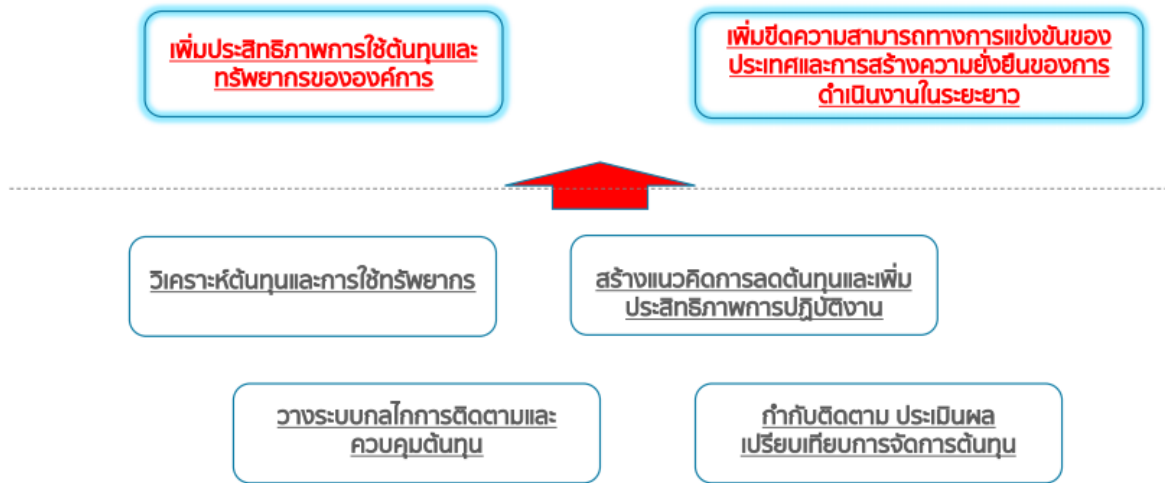 เพิ่มประสิทธิภาพการใช้ต้นทุนและ
ทรัพยากรขององค์การ
เพิ่มขีดความสามารถทางการแข่งขันของ
ประเทศและการสร้างความยั่งยืนของการ
ดำเนินงานในระยะยาว
วิเคราะห์ต้นทุนและการใช้ทรัพยากร
สร้างแนวคิดการลดต้นทุนและเพิ่ม
ประสิทธิภาพการปฏิบัติงาน
วางระบบกลไกการติดตามและ
ควบคุมต้นทุน
กำกับติดตาม ประเมินผล
เปรียบเทียบการจัดการต้นทุน